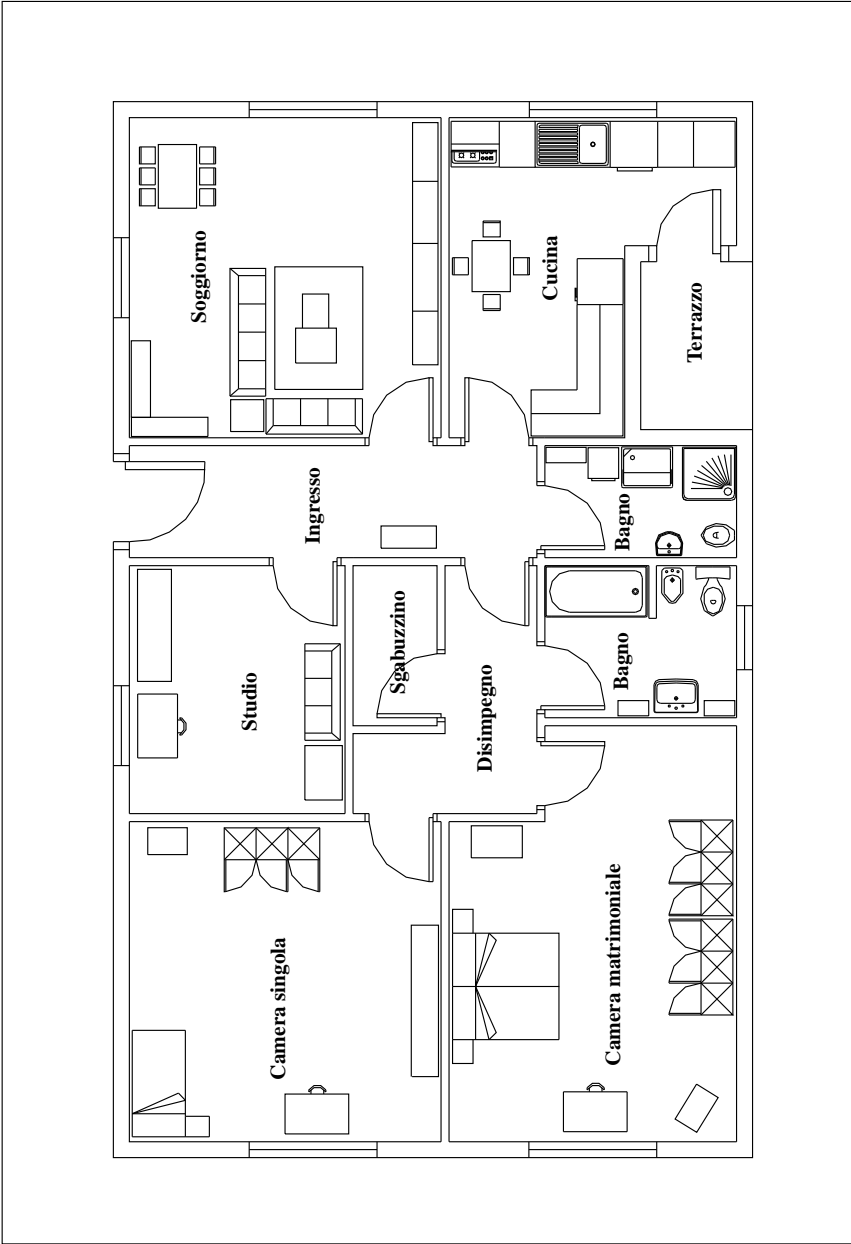 Camera singola
Studio
Ingresso
Soggiorno
Sgabuzzino
Disimpegno
Cucina
Camera matrimoniale
Bagno
Bagno
Terrazzo